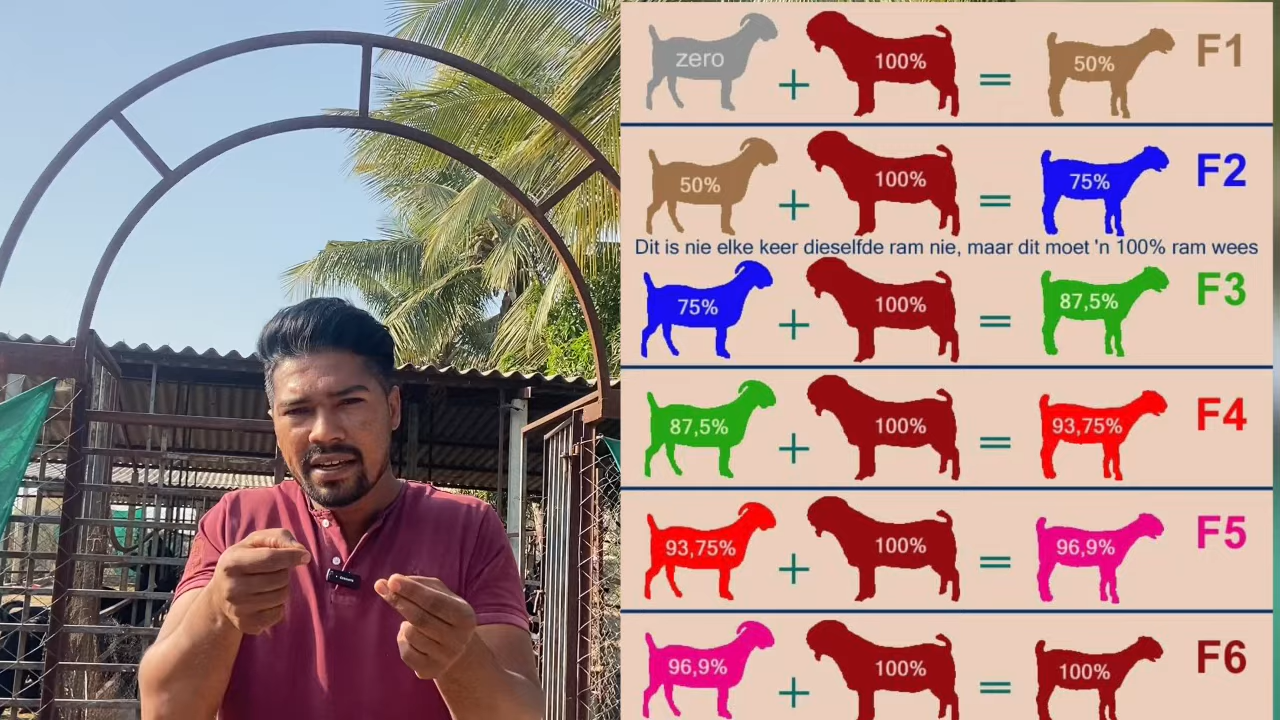 zero + 100% = 50% F1
50% + 100% = 75% F2
Dit is nie elke keer dieselfde ram nie, maar dit moet 'n 100% ram wees
75% + 100% = 87,5% F3
87,5% + 100% = 93,75% F4
93,75% + 100% = 96,9% F5
96,9% + 100% = 100% F6